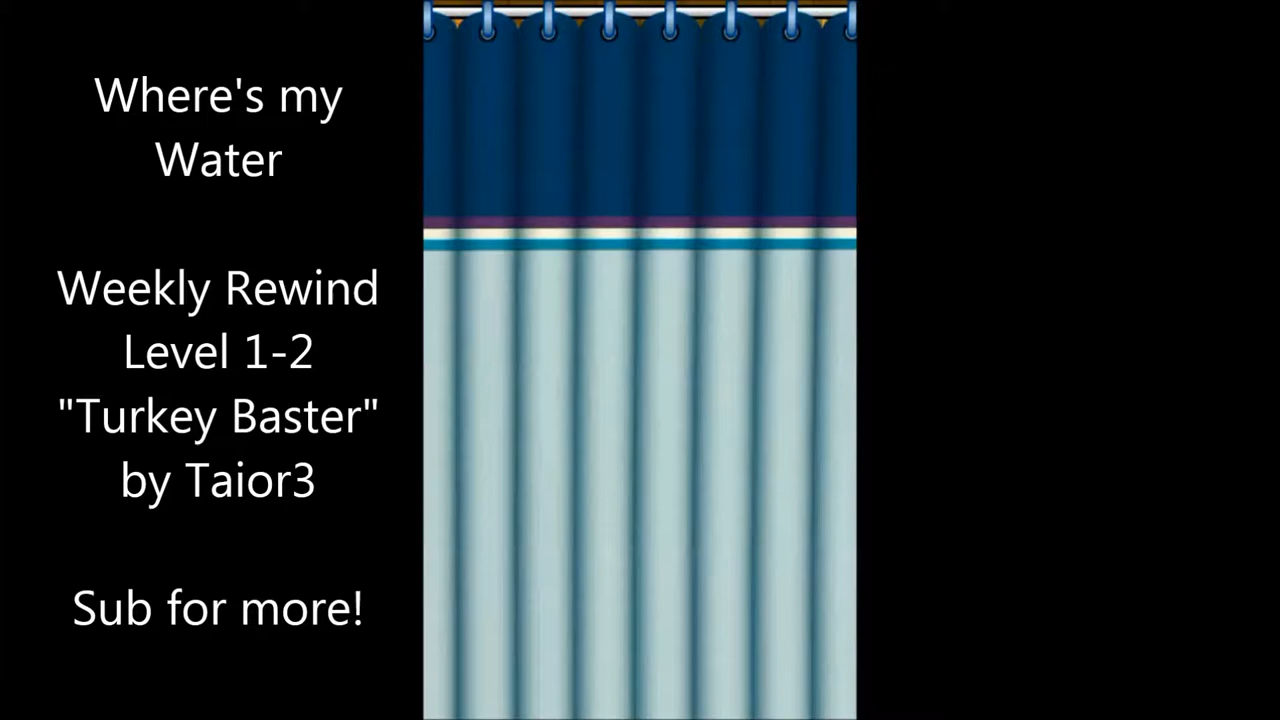 Where's my
Water
Weekly Rewind
Level 1-2
"Turkey Baster"
by Taior3
Sub for more!